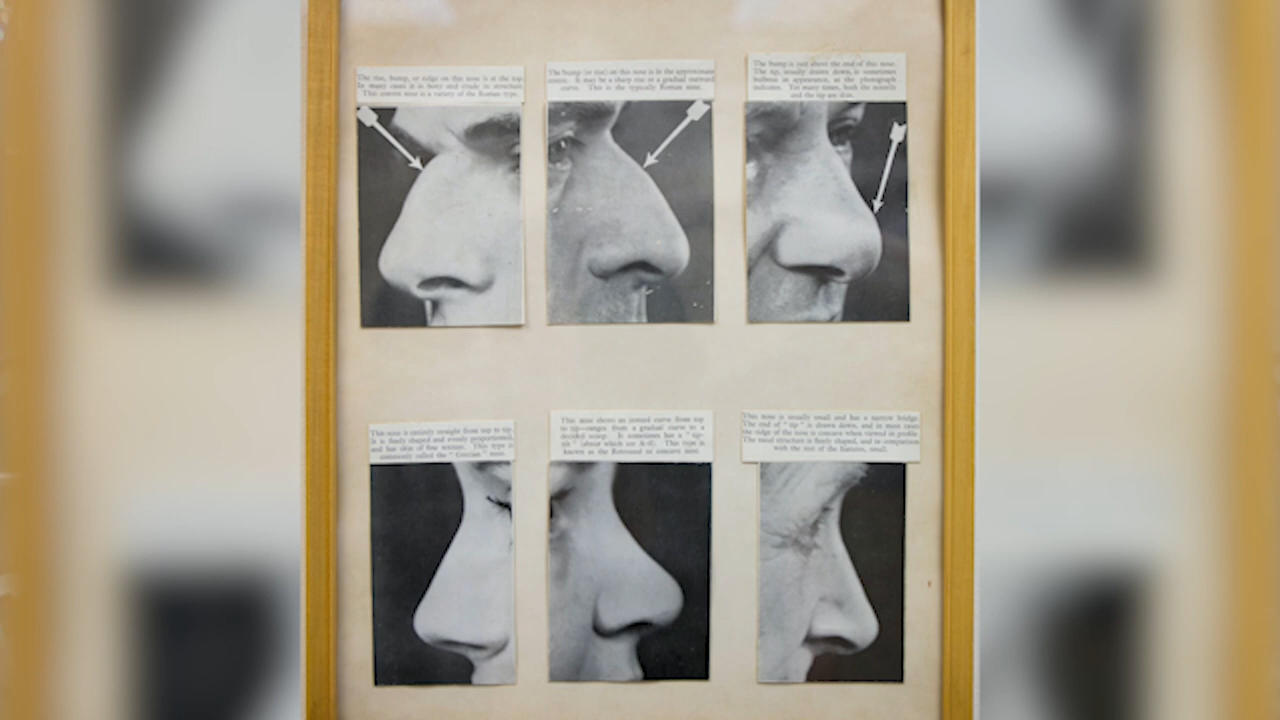 The rise, bump, or ridge on this nose is at the top.
In many cases it is bony and crude in structure.
This convex nose is a variety of the Roman type.
The bump (or rise) on this nose is in the approximate
centre. It may be a sharp rise or a gradual outward
curve. This is the typically Roman nose.
The bump is just above the end of this nose.
The tip, usually drawn down, is sometimes
bulbous in appearance, as the photograph
indicates. Yet many times, both the nostrils
and the tip are thin.
This nose is entirely straight from top to tip.
It is finely shaped and evenly proportioned,
and has skin of fine texture. This type is
commonly called the " Grecian " nose.
This nose shows an inward curve from top
to tip—ranges from a gradual curve to a
decided scoop. It sometimes has a " tip-
tilt " (about which see
This type is
known as the Retroussé or concave nose.
This nose is usually small and has a narrow bridge.
The end of " tip " is drawn down, and in most cases
the ridge of the nose is concave when viewed in profile.
The nasal structure is finely shaped, and in comparison
with the rest of the features, small.